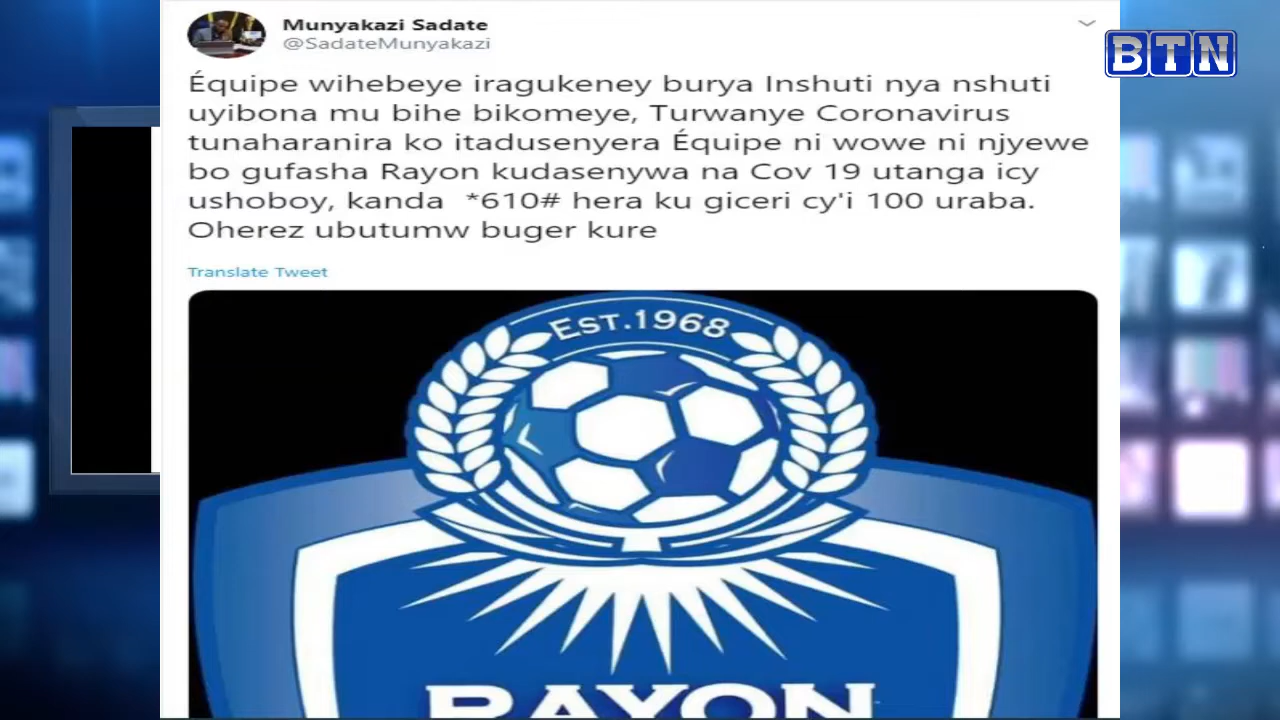 Munyakazi Sadate
@SadateMunyakazi
BTN
Équipe wihebeye iragukeney burya Inshuti nya nshuti
uyibona mu bihe bikomeye, Turwanye Coronavirus
tunaharanira ko itadusenyera Équipe ni wowe ni njyewe
bo gufasha Rayon kudasenywa na Cov 19 utanga icy
ushoboy, kanda *610# hera ku giceri cy'i 100 uraba.
Oherez ubutumw buger kure
Translate Tweet
EST.1968
RAYON